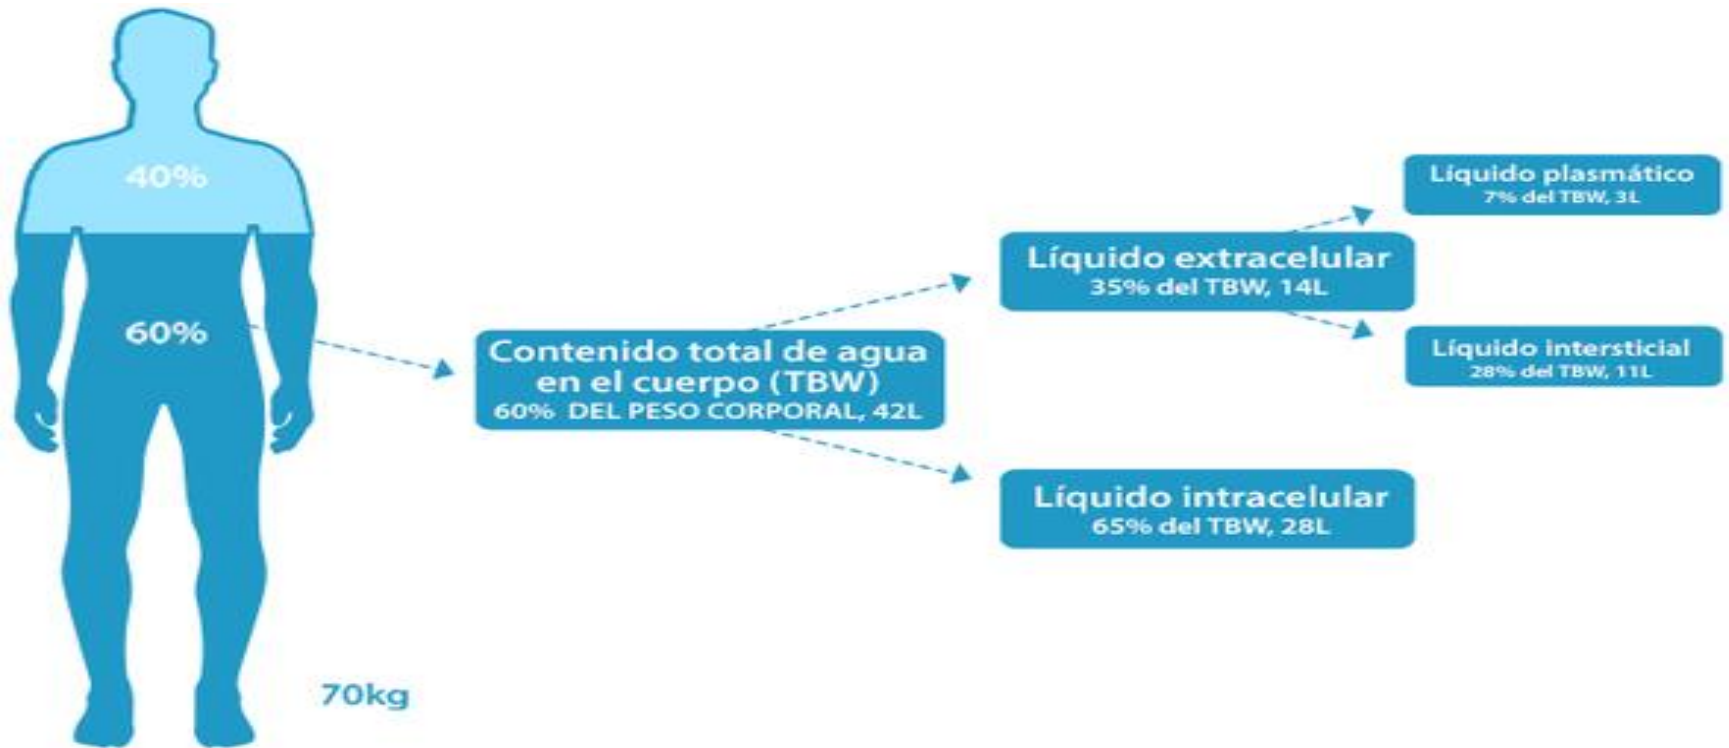 40%
60%
70kg
Contenido total de agua
en el cuerpo (TBW)
60% DEL PESO CORPORAL, 42L
Líquido extracelular
35% del TBW, 14L
Líquido intracelular
65% del TBW, 28L
Líquido plasmático
7% del TBW, 3L
Líquido intersticial
28% del TBW, 11L